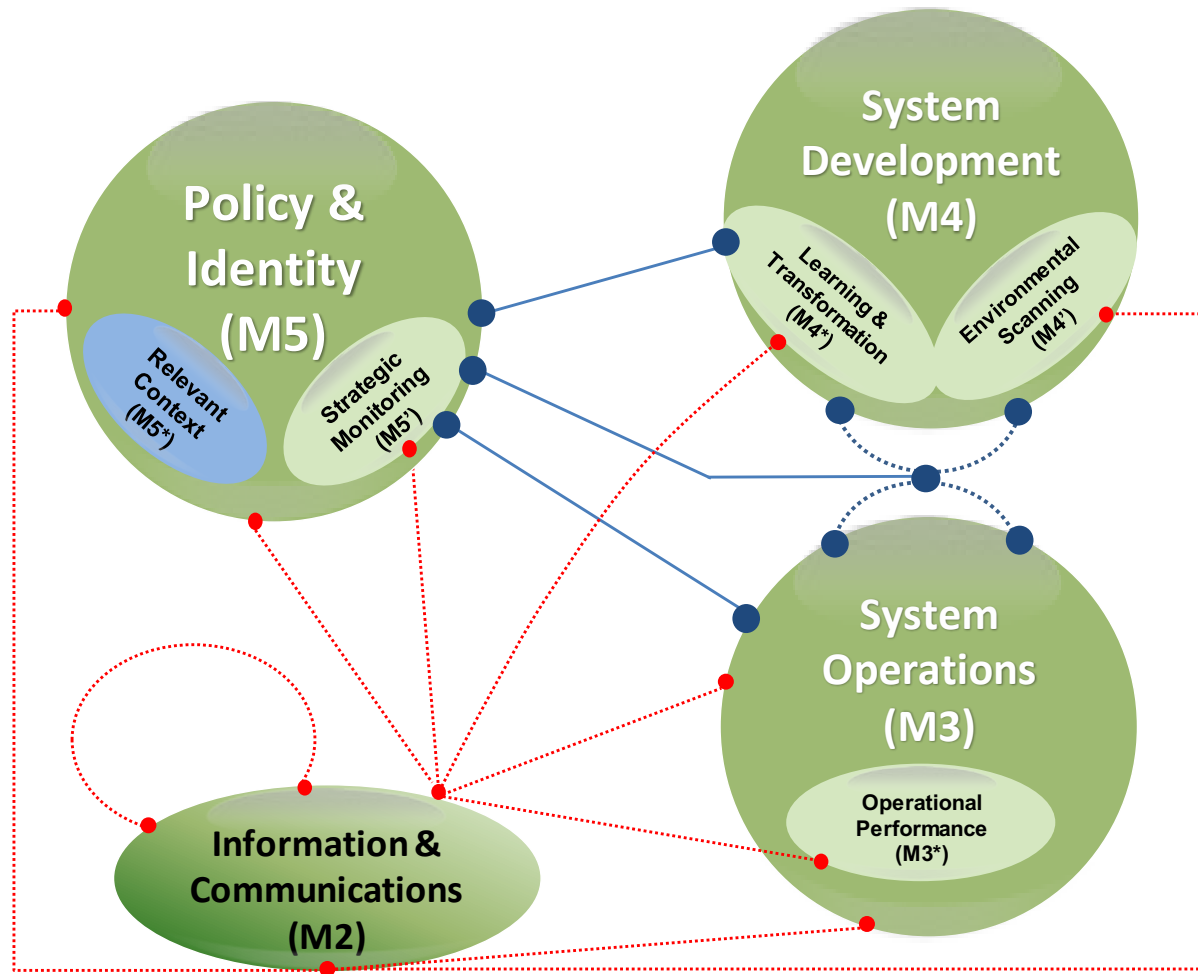 Policy &
Identity
(M5)
Relevant
Context
(M5*)
Strategic
Monitoring
(M5’)
System
Development
(M4)
Learning &
Transformation
(M4*)
Environmental
Scanning
(M4’)
System
Operations
(M3)
Operational
Performance
(M3*)
Information &
Communications
(M2)